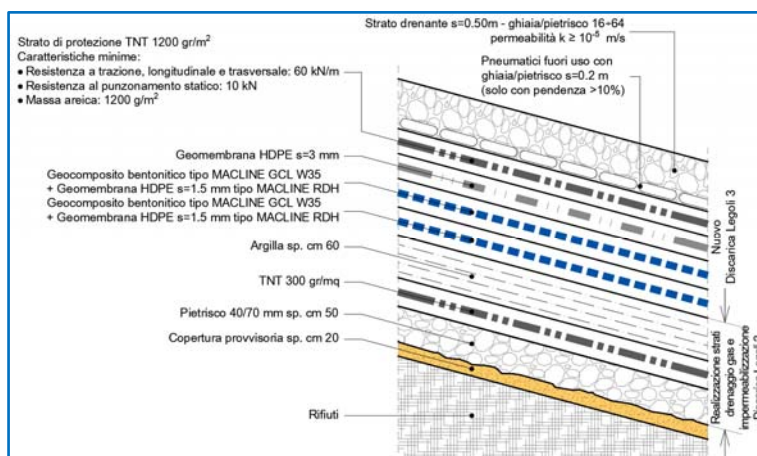 Strato drenante s=0.50m - ghiaia/pietrisco 16÷64
permeabilità k ≥ 10⁻⁵ m/s
Strato di protezione TNT 1200 gr/m²
Caratteristiche minime:
• Resistenza a trazione, longitudinale e trasversale: 60 kN/m
• Resistenza al punzonamento statico: 10 kN
• Massa areica: 1200 g/m²
Pneumatici fuori uso con
ghiaia/pietrisco s=0.2 m
(solo con pendenza >10%)
Geomembrana HDPE s=3 mm
Geocomposito bentonitico tipo MACLINE GCL W35
+ Geomembrana HDPE s=1.5 mm tipo MACLINE RDH
Geocomposito bentonitico tipo MACLINE GCL W35
+ Geomembrana HDPE s=1.5 mm tipo MACLINE RDH
Argilla sp. cm 60
TNT 300 gr/mq
Pietrisco 40/70 mm sp. cm 50
Copertura provvisoria sp. cm 20
Rifiuti
Nuovo
Discarica Legoli 3
Realizzazione strati
drenaggio gas e
impermeabilizzazione